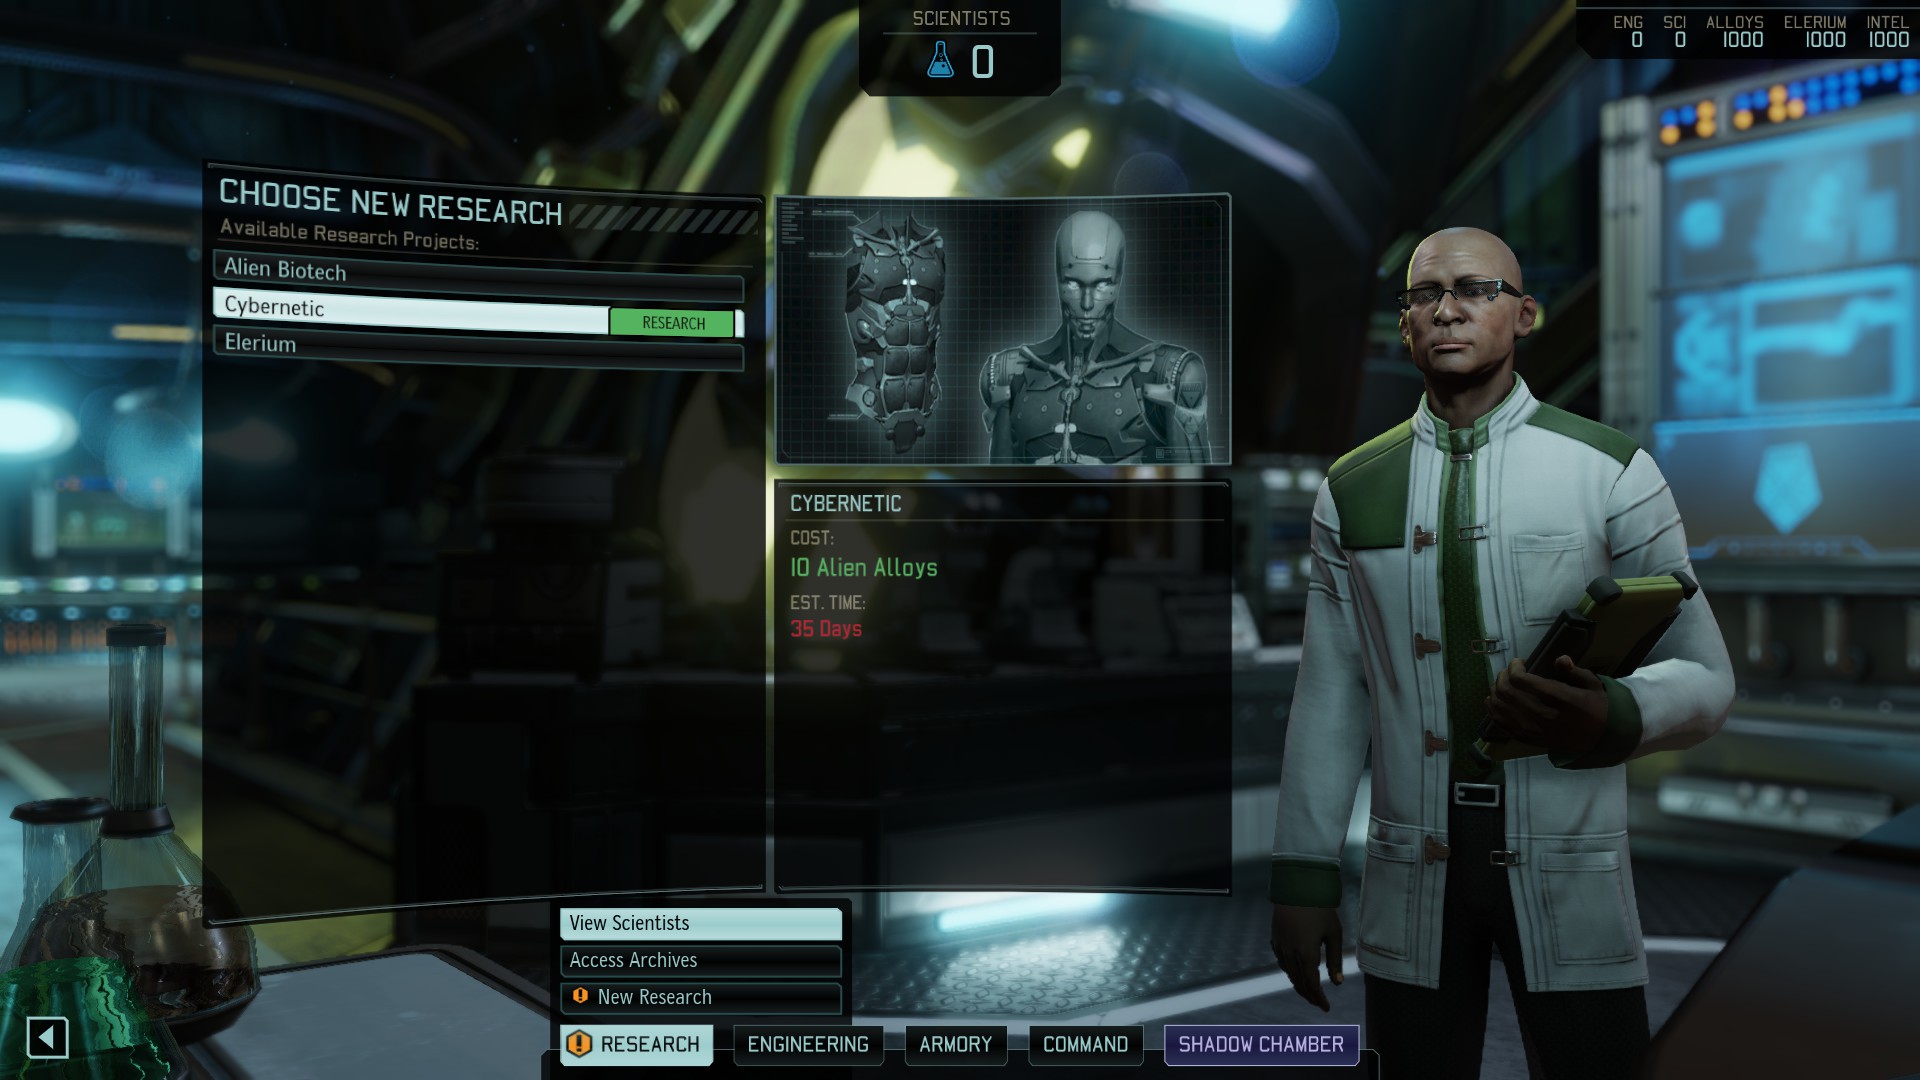 SCIENTISTS
0
ENG SCI ALLOYS ELERIUM INTEL
0 0 1000 1000 1000
CHOOSE NEW RESEARCH
Available Research Projects:
Alien Biotech
Cybernetic RESEARCH
Elerium
CYBERNETIC
COST:
10 Alien Alloys
EST. TIME:
35 Days
View Scientists
Access Archives
New Research
RESEARCH ENGINEERING ARMORY COMMAND SHADOW CHAMBER